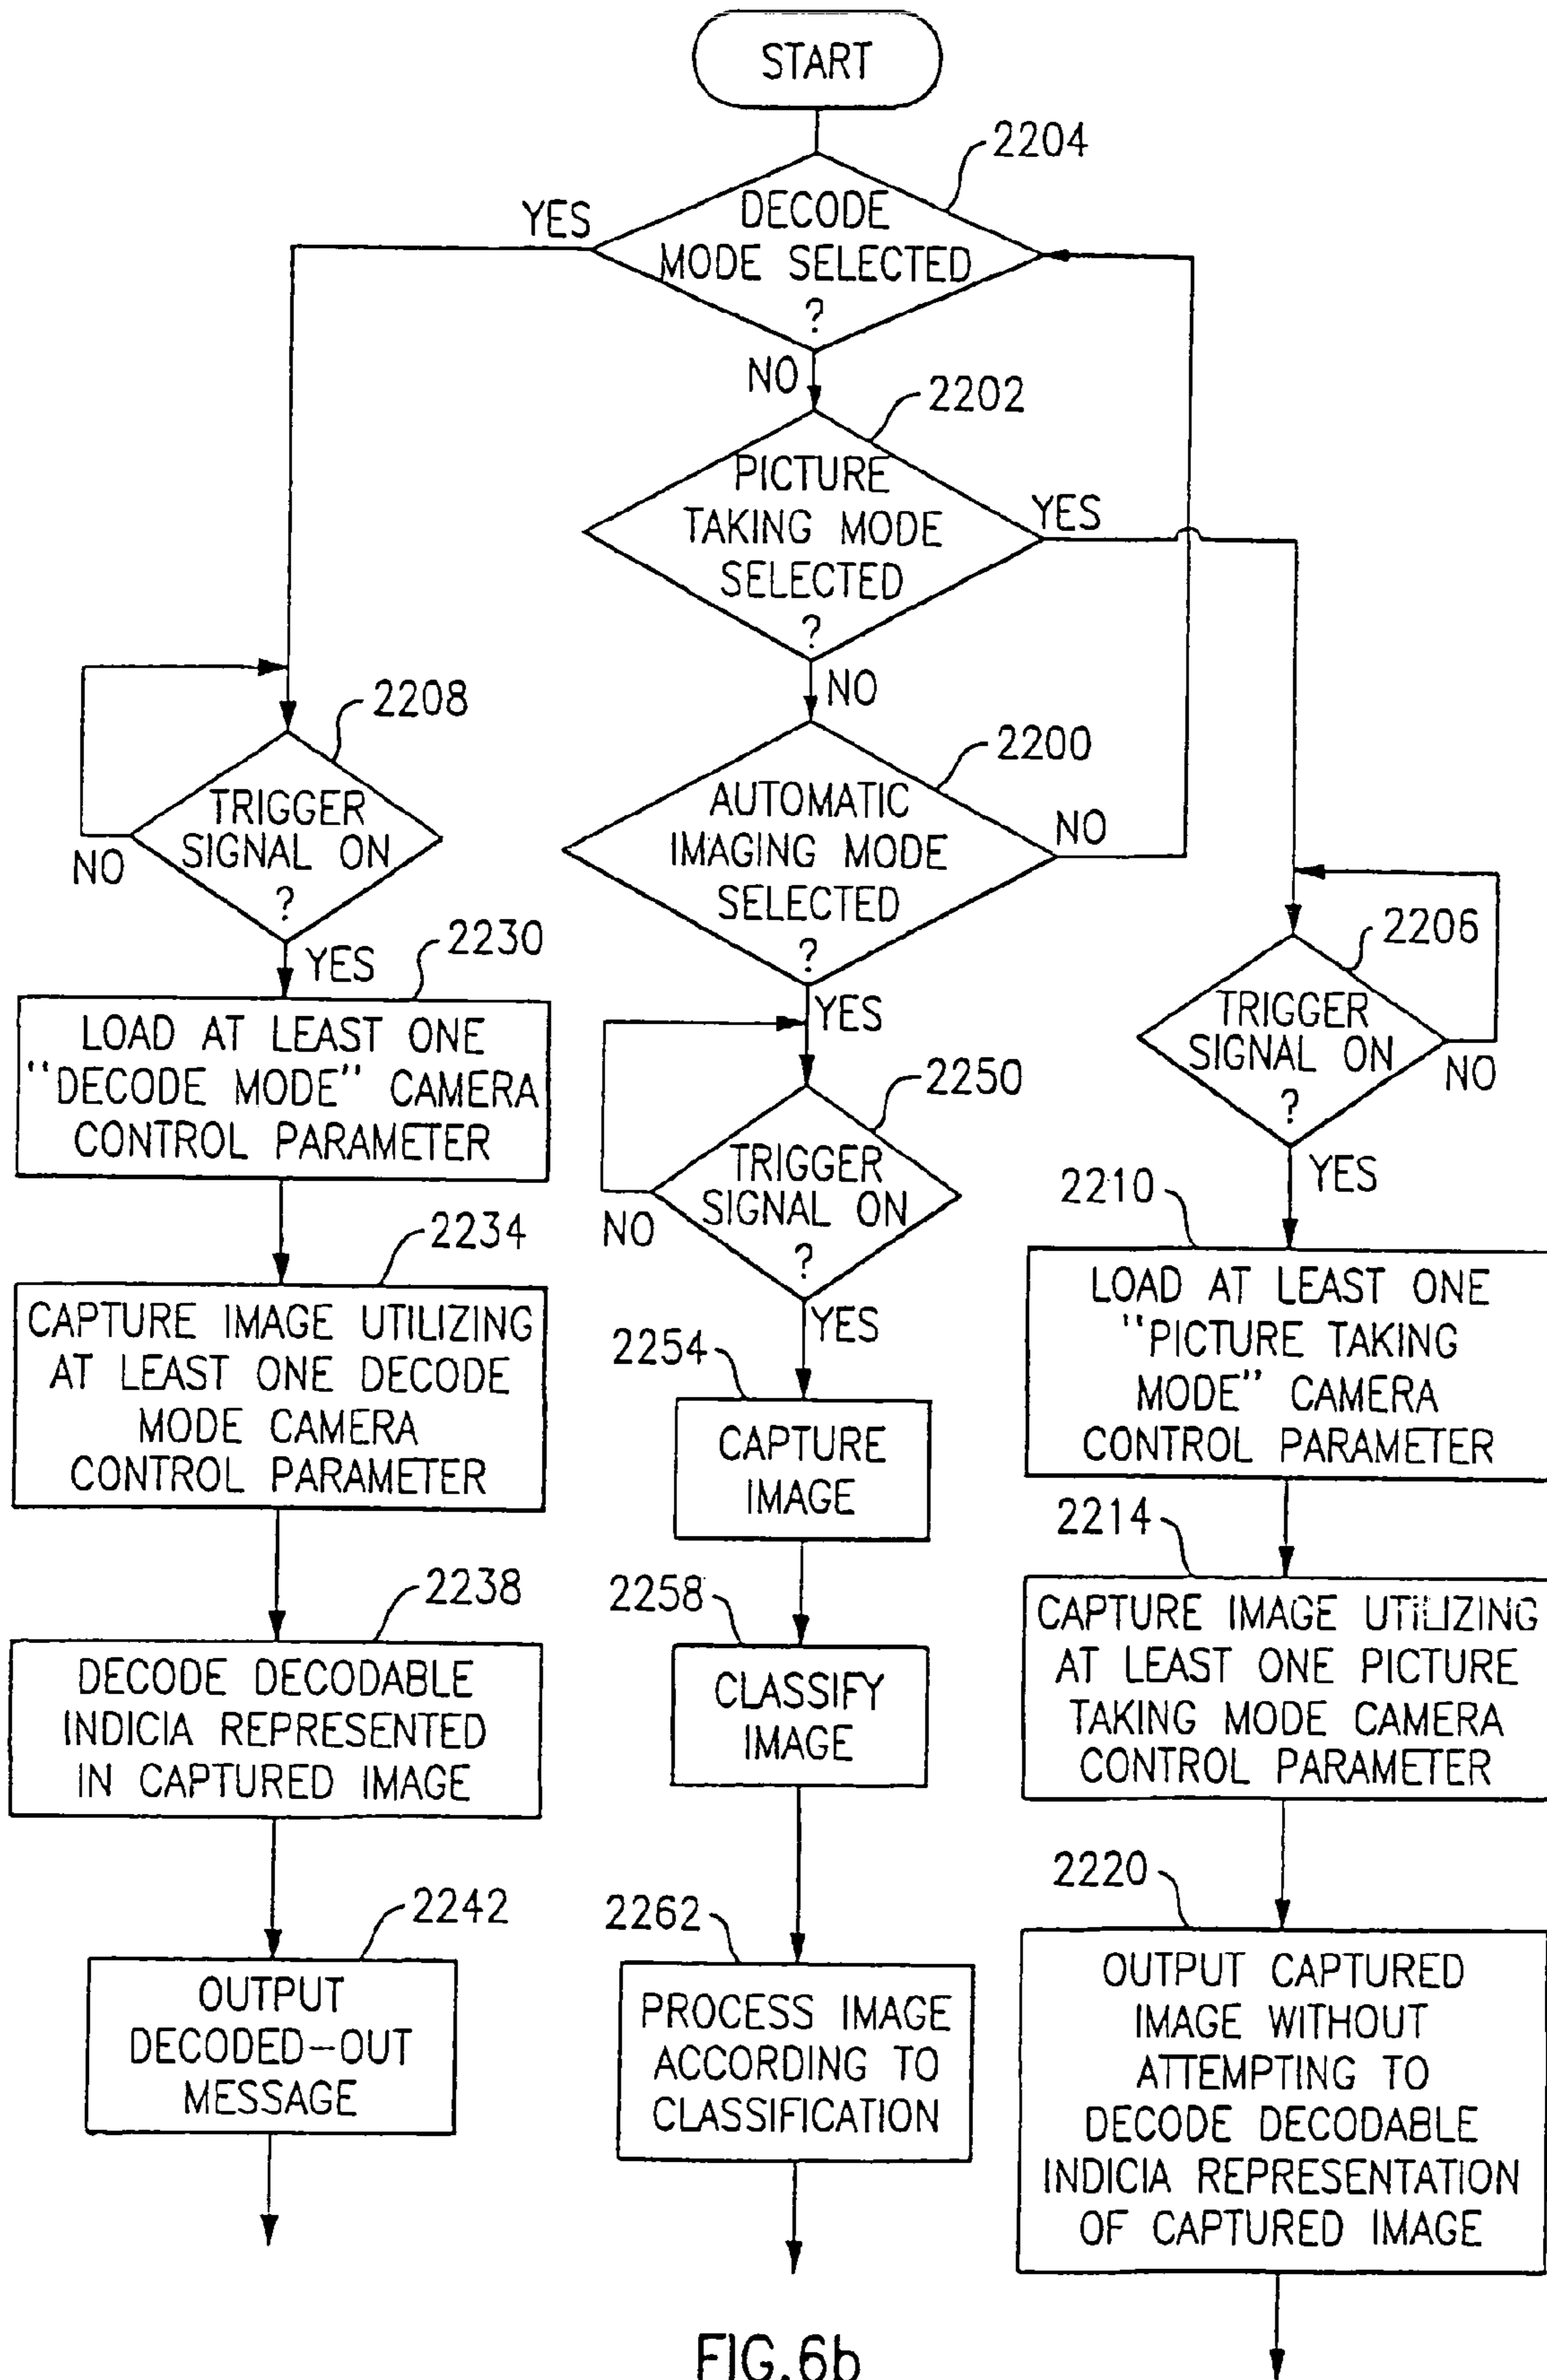 START
2204
YES
DECODE
MODE SELECTED
?
NO
2202
PICTURE
TAKING MODE
SELECTED
?
YES
NO
2200
AUTOMATIC
IMAGING MODE
SELECTED
?
NO
YES
2208
TRIGGER
SIGNAL ON
?
NO
YES
2230
LOAD AT LEAST ONE
"DECODE MODE" CAMERA
CONTROL PARAMETER
2234
CAPTURE IMAGE UTILIZING
AT LEAST ONE DECODE
MODE CAMERA
CONTROL PARAMETER
2238
DECODE DECODABLE
INDICIA REPRESENTED
IN CAPTURED IMAGE
2242
OUTPUT
DECODED-OUT
MESSAGE
2250
TRIGGER
SIGNAL ON
?
NO
YES
2254
CAPTURE
IMAGE
2258
CLASSIFY
IMAGE
2262
PROCESS IMAGE
ACCORDING TO
CLASSIFICATION
2206
TRIGGER
SIGNAL ON
?
NO
YES
2210
LOAD AT LEAST ONE
"PICTURE TAKING
MODE" CAMERA
CONTROL PARAMETER
2214
CAPTURE IMAGE UTILIZING
AT LEAST ONE PICTURE
TAKING MODE CAMERA
CONTROL PARAMETER
2220
OUTPUT CAPTURED
IMAGE WITHOUT
ATTEMPTING TO
DECODE DECODABLE
INDICIA REPRESENTATION
OF CAPTURED IMAGE
FIG.6b